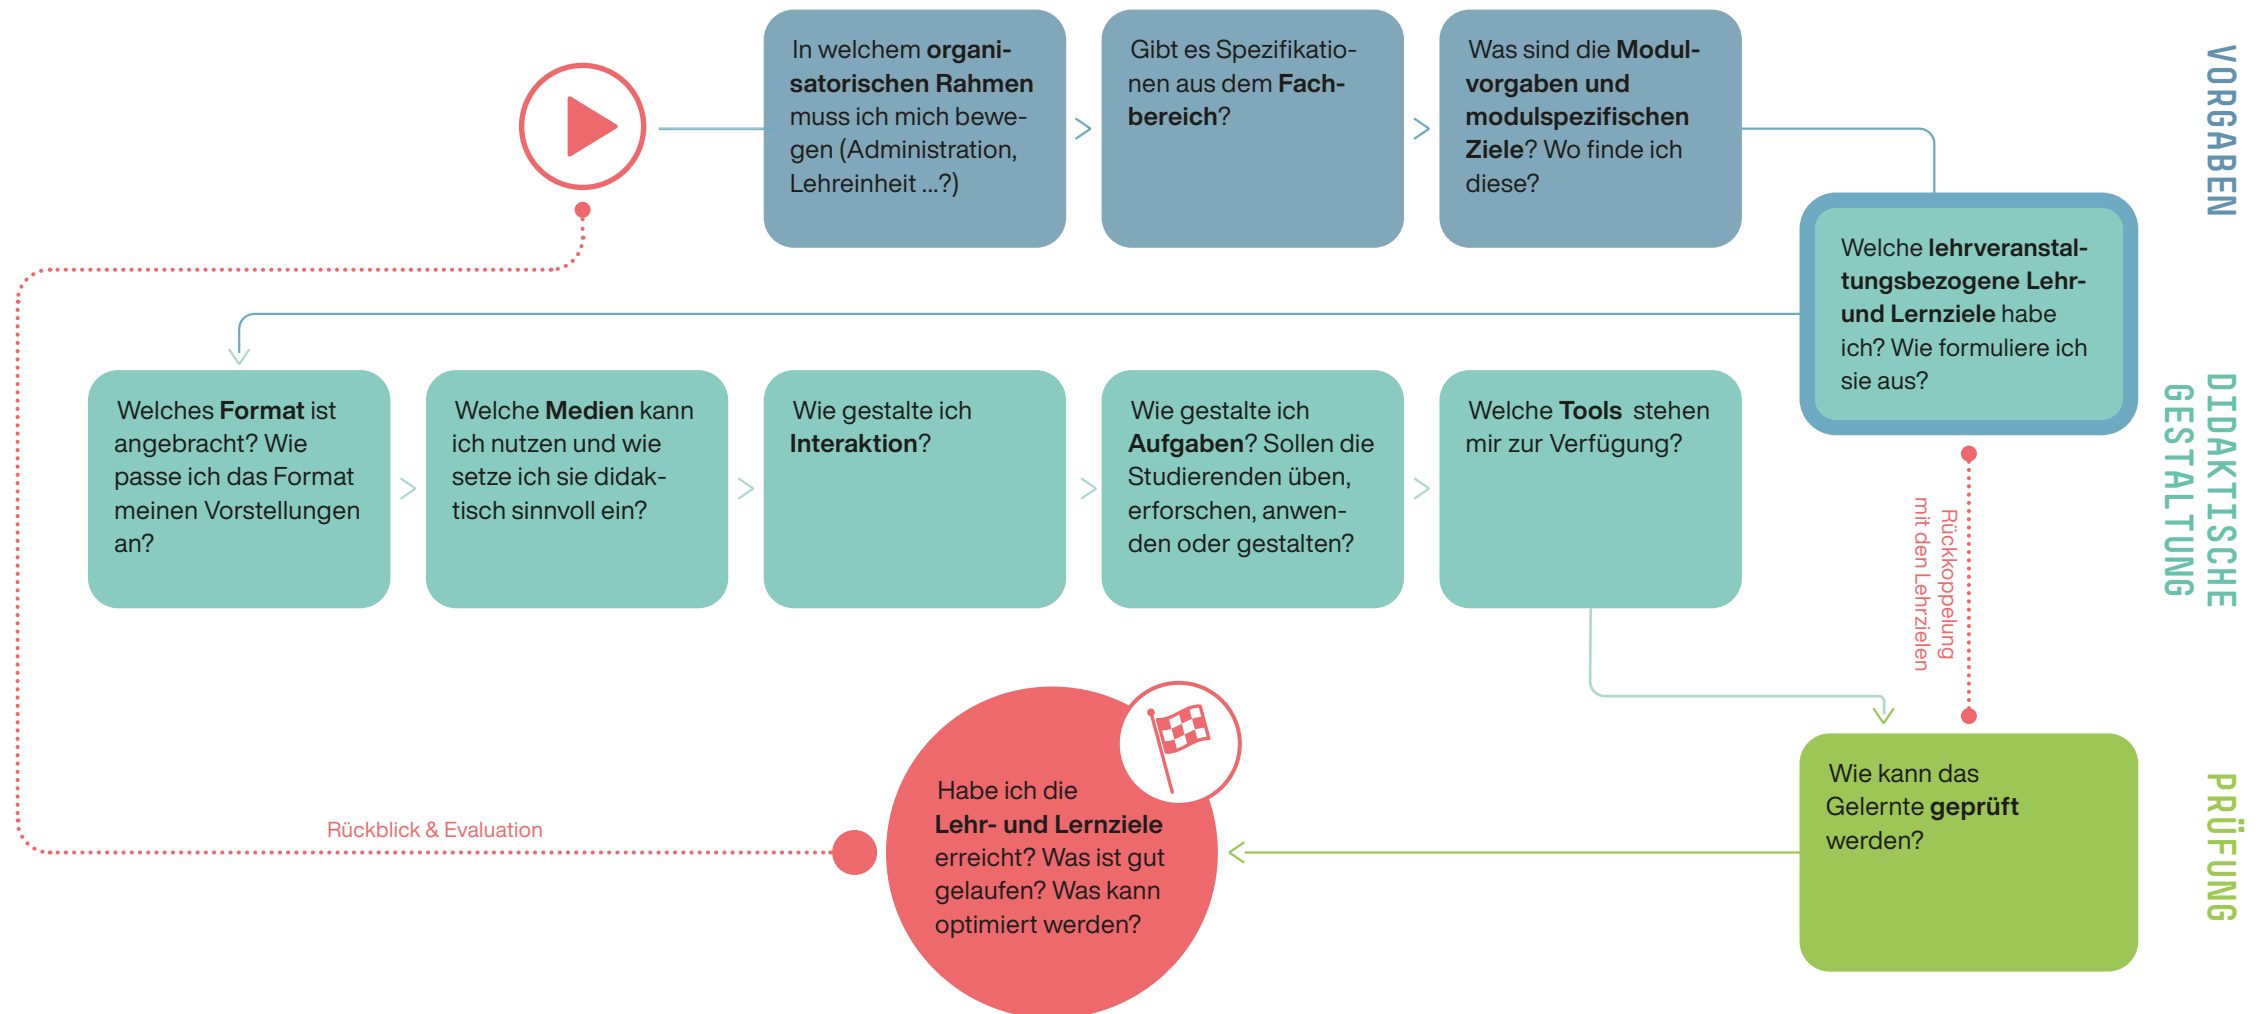 In welchem organi-
satorischen Rahmen
muss ich mich bewe-
gen (Administration,
Lehreinheit ...?)
Gibt es Spezifikatio-
nen aus dem Fach-
bereich?
Was sind die Modul-
vorgaben und
modulspezifischen
Ziele? Wo finde ich
diese?
VORGABEN
Welche lehrveranstal-
tungsbezogene Lehr-
und Lernziele habe
ich? Wie formuliere ich
sie aus?
Welches Format ist
angebracht? Wie
passe ich das Format
meinen Vorstellungen
an?
Welche Medien kann
ich nutzen und wie
setze ich sie didak-
tisch sinnvoll ein?
Wie gestalte ich
Interaktion?
Wie gestalte ich
Aufgaben? Sollen die
Studierenden üben,
erforschen, anwen-
den oder gestalten?
Welche Tools stehen
mir zur Verfügung?
DIDAKTISCHE
GESTALTUNG
Rückkoppelung
mit den Lehrzielen
Wie kann das
Gelernte geprüft
werden?
PRÜFUNG
Habe ich die
Lehr- und Lernziele
erreicht? Was ist gut
gelaufen? Was kann
optimiert werden?
Rückblick & Evaluation